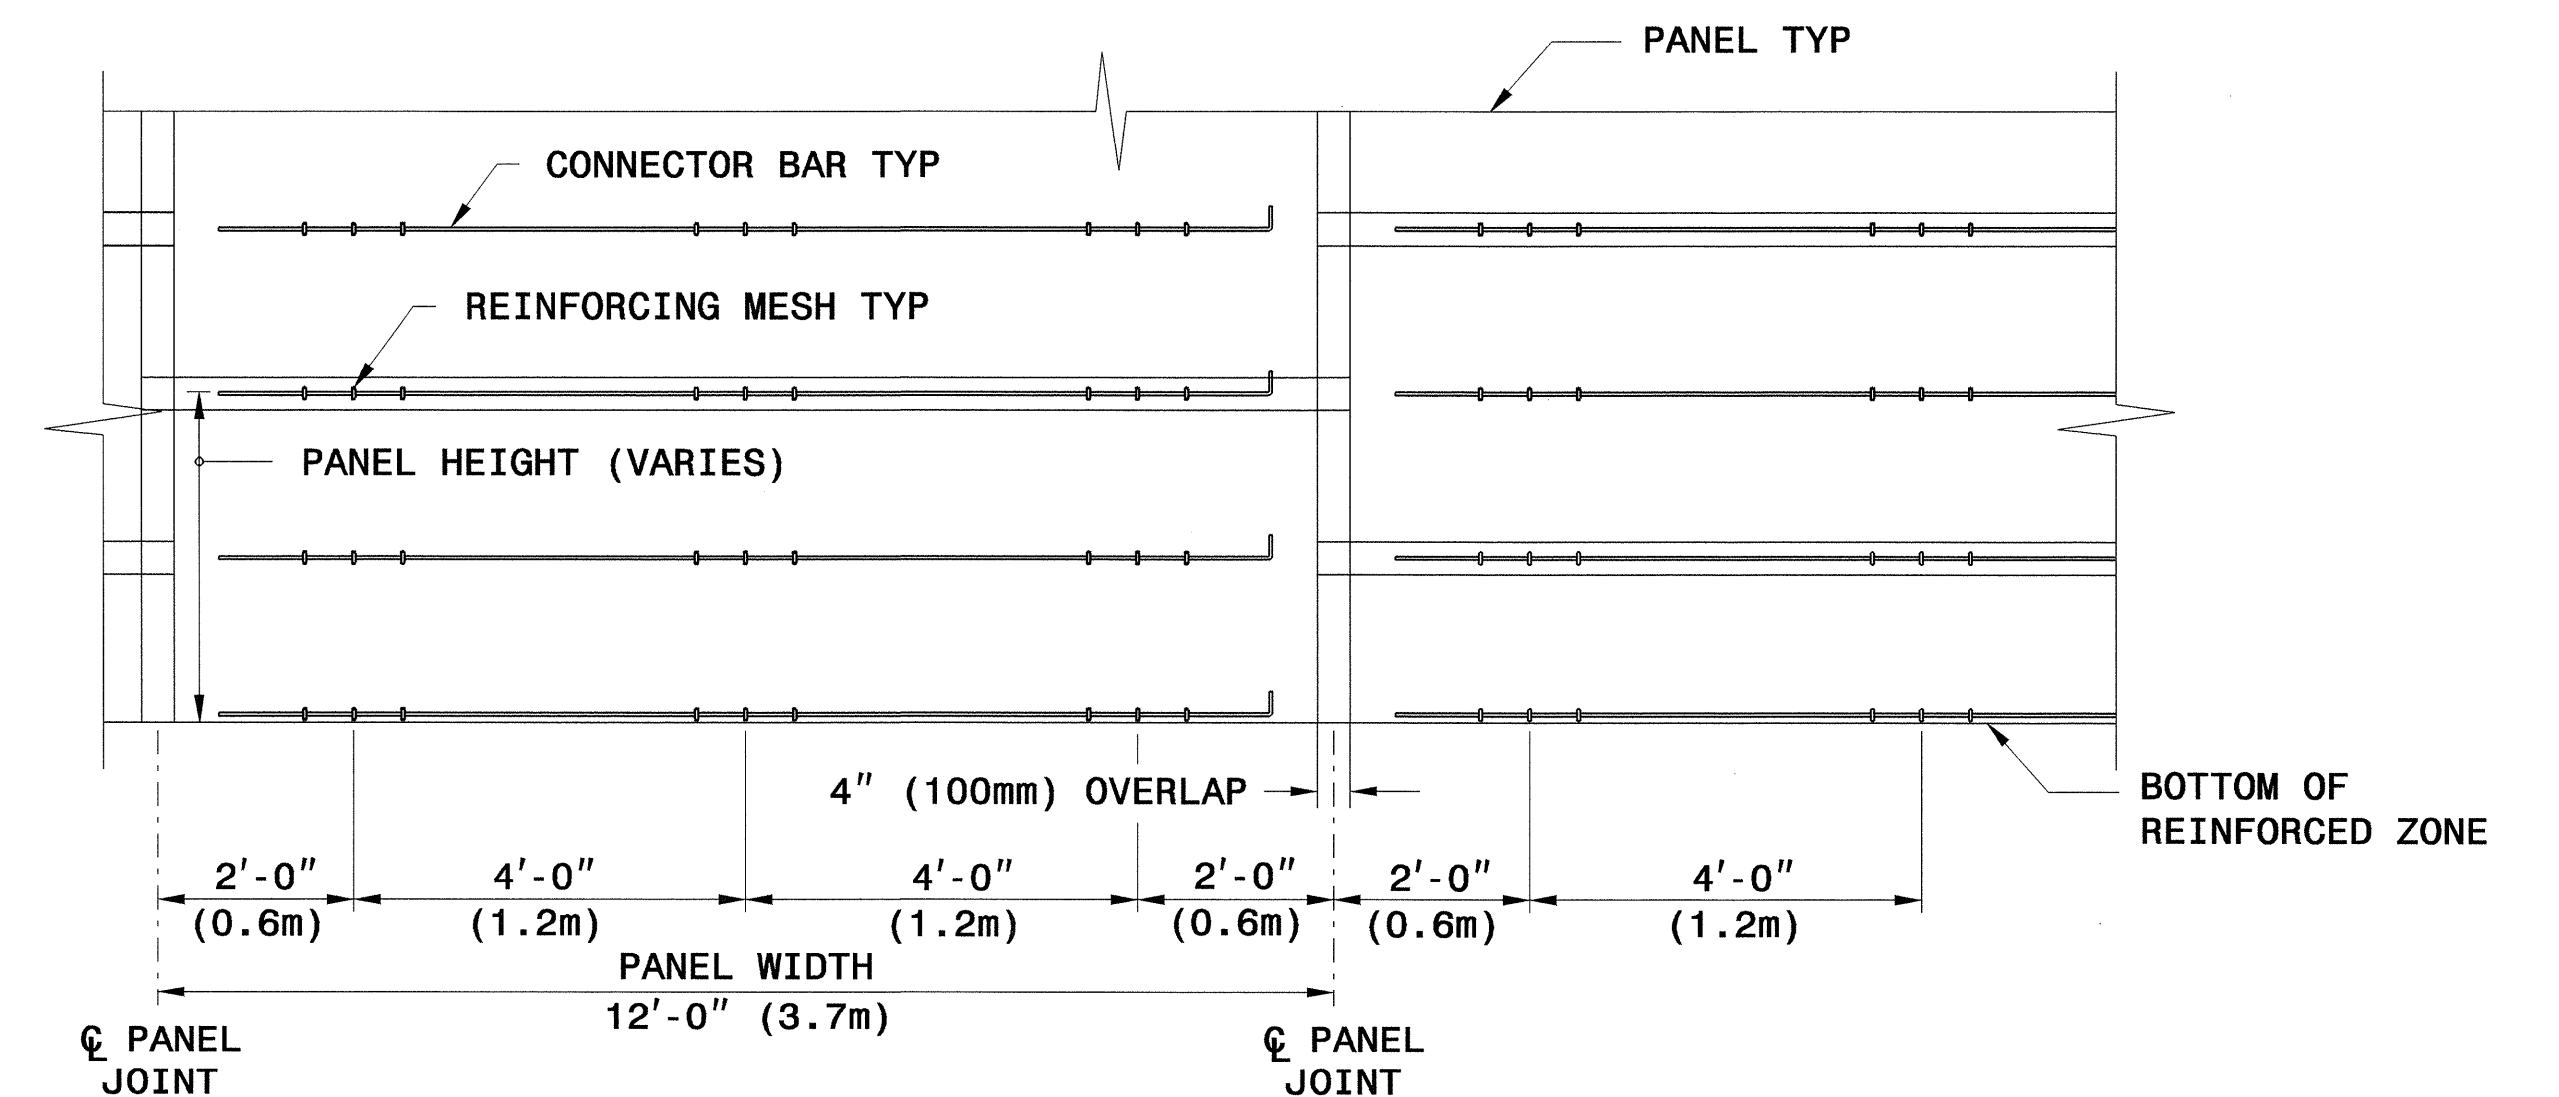 PANEL TYP
CONNECTOR BAR TYP
REINFORCING MESH TYP
PANEL HEIGHT (VARIES)
4" (100mm) OVERLAP
BOTTOM OF
REINFORCED ZONE
2'-0" 4'-0" 4'-0" 2'-0" 2'-0" 4'-0"
(0.6m) (1.2m) (1.2m) (0.6m) (0.6m) (1.2m)
PANEL WIDTH
12'-0" (3.7m)
℄ PANEL
JOINT
℄ PANEL
JOINT